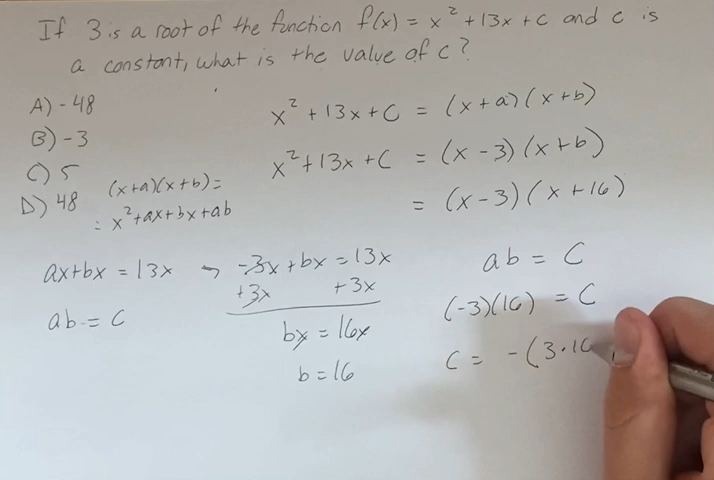 If 3 is a root of the function f(x) = x² + 13x + c and c is
a constant, what is the value of c?
A) -48
B) -3
C) 5
D) 48
(x+a)(x+b) =
= x² + ax + bx + ab
x² + 13x + C = (x+a)(x+b)
x² + 13x + C = (x-3)(x+b)
= (x-3)(x+16)
ax + bx = 13x → -3x + bx = 13x
+3x +3x
bx = 16x
b = 16
ab = C
ab = C
(-3)(16) = C
C = -(3·16